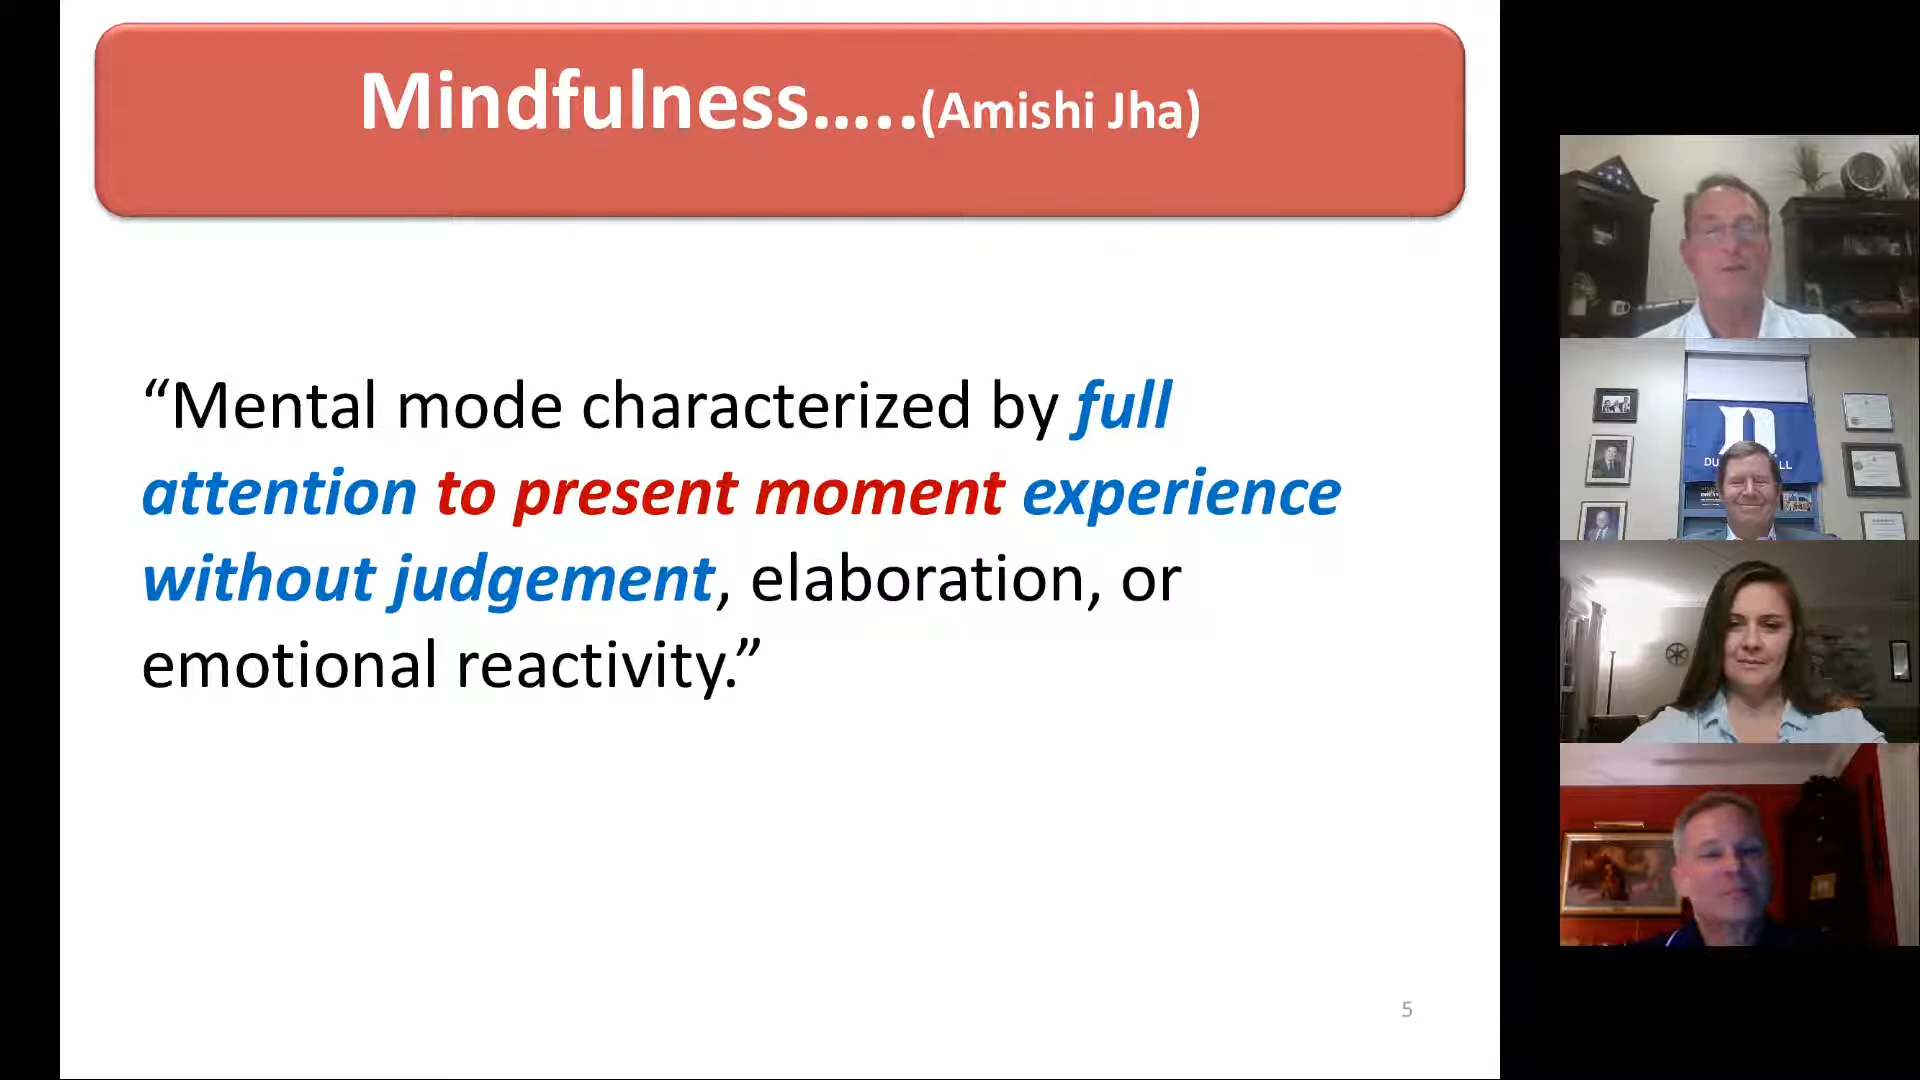 Mindfulness.....(Amishi Jha)
“Mental mode characterized by full
attention to present moment experience
without judgement, elaboration, or
emotional reactivity.”
5